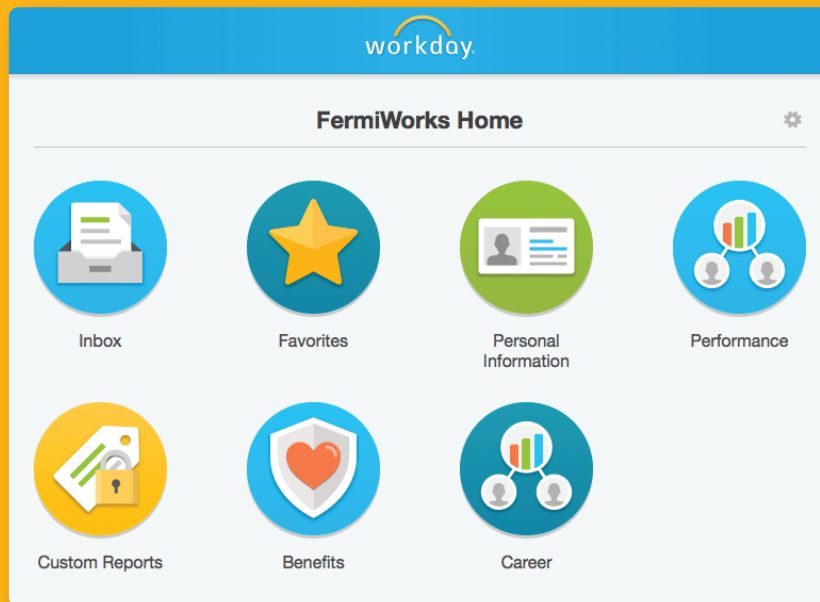 workday.
FermiWorks Home
Inbox
Favorites
Personal
Information
Performance
Custom Reports
Benefits
Career